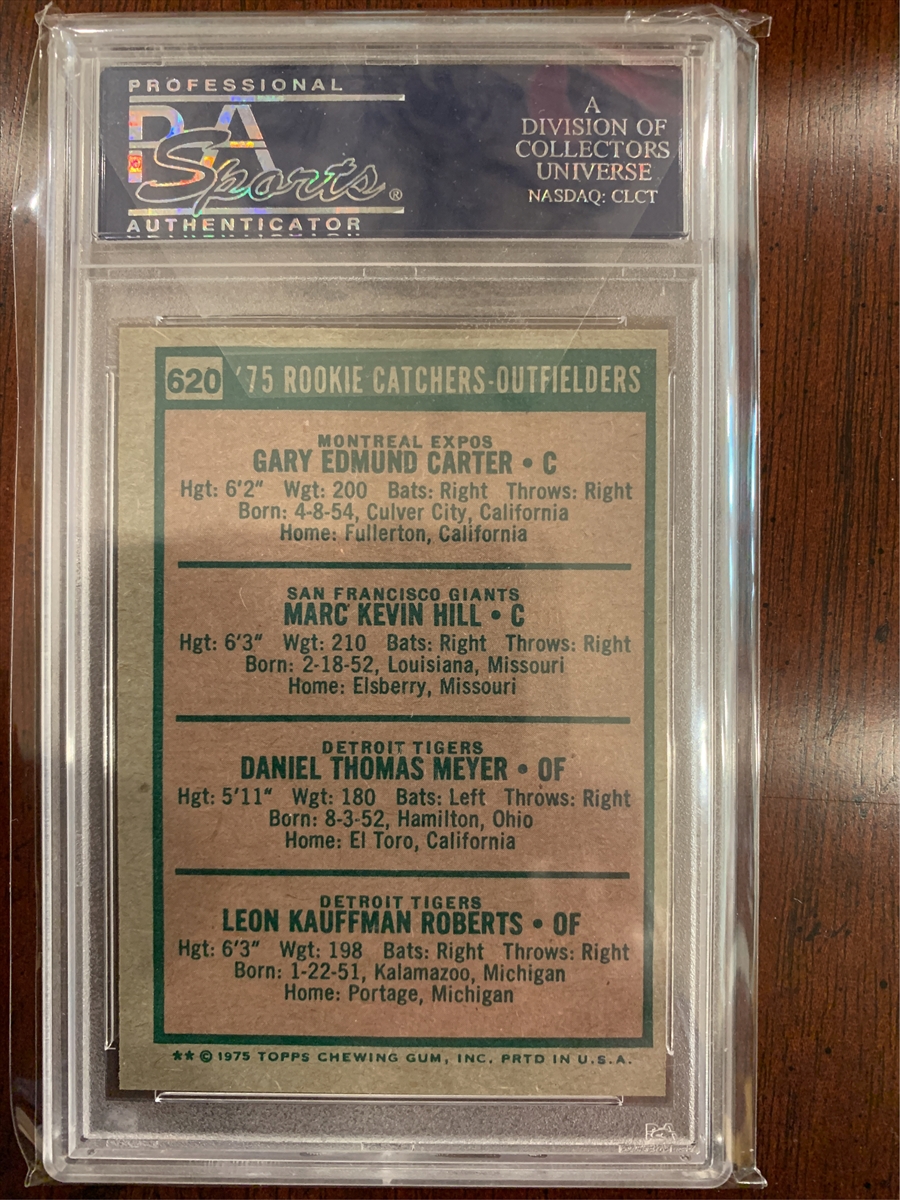 PROFESSIONAL
PSA
Sports®
AUTHENTICATOR
A
DIVISION OF
COLLECTORS
UNIVERSE
NASDAQ: CLCT
620 '75 ROOKIE CATCHERS-OUTFIELDERS
MONTREAL EXPOS
GARY EDMUND CARTER • C
Hgt: 6'2" Wgt: 200 Bats: Right Throws: Right
Born: 4-8-54, Culver City, California
Home: Fullerton, California
SAN FRANCISCO GIANTS
MARC KEVIN HILL • C
Hgt: 6'3" Wgt: 210 Bats: Right Throws: Right
Born: 2-18-52, Louisiana, Missouri
Home: Elsberry, Missouri
DETROIT TIGERS
DANIEL THOMAS MEYER • OF
Hgt: 5'11" Wgt: 180 Bats: Left Throws: Right
Born: 8-3-52, Hamilton, Ohio
Home: El Toro, California
DETROIT TIGERS
LEON KAUFFMAN ROBERTS • OF
Hgt: 6'3" Wgt: 198 Bats: Right Throws: Right
Born: 1-22-51, Kalamazoo, Michigan
Home: Portage, Michigan
** © 1975 TOPPS CHEWING GUM, INC. PRTD IN U.S.A.
PSA